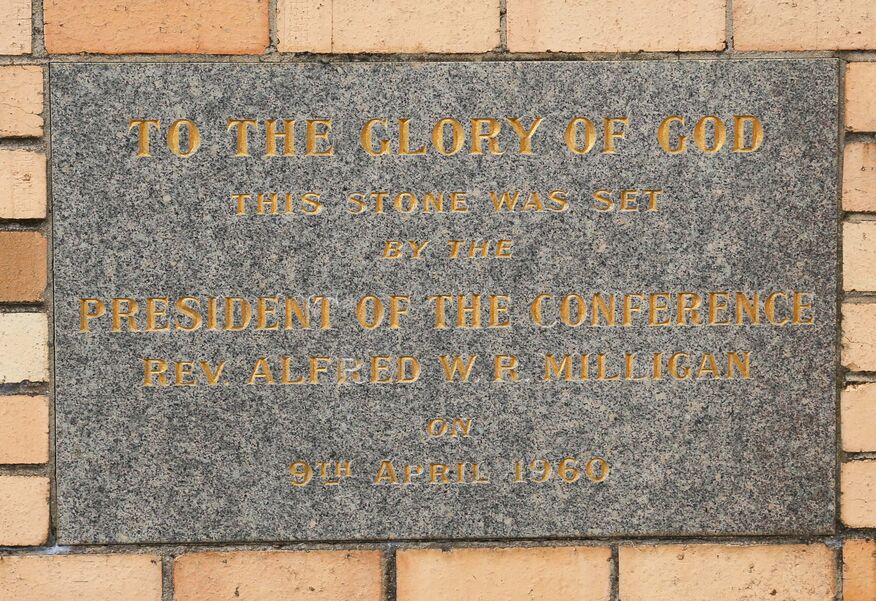 TO THE GLORY OF GOD
THIS STONE WAS SET
BY THE
PRESIDENT OF THE CONFERENCE
REV. ALFRED W. R. MILLIGAN
ON
9TH APRIL 1960